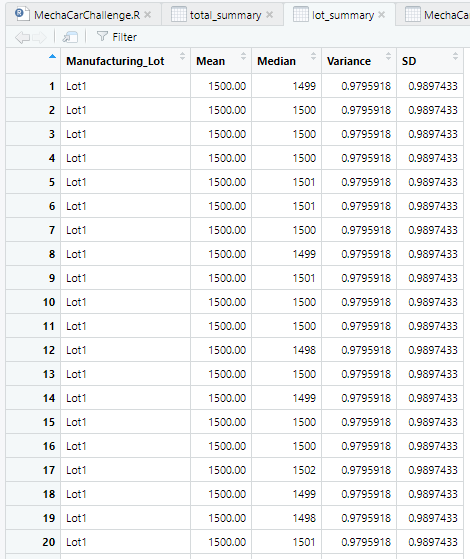 MechaCarChallenge.R total_summary lot_summary MechaCar
Filter
Manufacturing_Lot Mean Median Variance SD
1 Lot1 1500.00 1499 0.9795918 0.9897433
2 Lot1 1500.00 1500 0.9795918 0.9897433
3 Lot1 1500.00 1500 0.9795918 0.9897433
4 Lot1 1500.00 1500 0.9795918 0.9897433
5 Lot1 1500.00 1501 0.9795918 0.9897433
6 Lot1 1500.00 1501 0.9795918 0.9897433
7 Lot1 1500.00 1500 0.9795918 0.9897433
8 Lot1 1500.00 1499 0.9795918 0.9897433
9 Lot1 1500.00 1501 0.9795918 0.9897433
10 Lot1 1500.00 1500 0.9795918 0.9897433
11 Lot1 1500.00 1500 0.9795918 0.9897433
12 Lot1 1500.00 1498 0.9795918 0.9897433
13 Lot1 1500.00 1500 0.9795918 0.9897433
14 Lot1 1500.00 1499 0.9795918 0.9897433
15 Lot1 1500.00 1500 0.9795918 0.9897433
16 Lot1 1500.00 1500 0.9795918 0.9897433
17 Lot1 1500.00 1502 0.9795918 0.9897433
18 Lot1 1500.00 1499 0.9795918 0.9897433
19 Lot1 1500.00 1498 0.9795918 0.9897433
20 Lot1 1500.00 1501 0.9795918 0.9897433